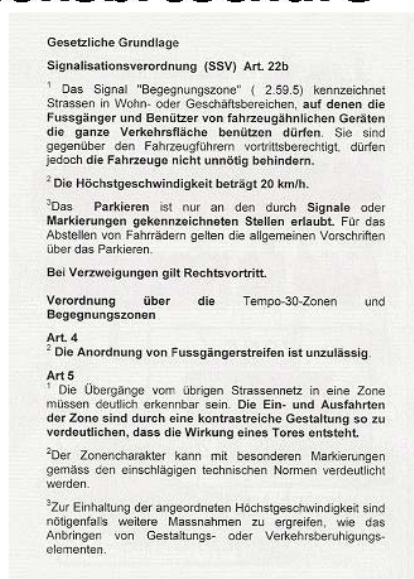 Gesetzliche Grundlage
Signalisationsverordnung (SSV) Art. 22b
1 Das Signal "Begegnungszone" ( 2.59.5) kennzeichnet
Strassen in Wohn- oder Geschäftsbereichen, auf denen die
Fussgänger und Benützer von fahrzeugähnlichen Geräten
die ganze Verkehrsfläche benützen dürfen. Sie sind
gegenüber den Fahrzeugführern vortrittsberechtigt, dürfen
jedoch die Fahrzeuge nicht unnötig behindern.
2 Die Höchstgeschwindigkeit beträgt 20 km/h.
3Das Parkieren ist nur an den durch Signale oder
Markierungen gekennzeichneten Stellen erlaubt. Für das
Abstellen von Fahrrädern gelten die allgemeinen Vorschriften
über das Parkieren.
Bei Verzweigungen gilt Rechtsvortritt.
Verordnung über die Tempo-30-Zonen und
Begegnungszonen
Art. 4
2 Die Anordnung von Fussgängerstreifen ist unzulässig.
Art 5
1 Die Übergänge vom übrigen Strassennetz in eine Zone
müssen deutlich erkennbar sein. Die Ein- und Ausfahrten
der Zone sind durch eine kontrastreiche Gestaltung so zu
verdeutlichen, dass die Wirkung eines Tores entsteht.
2Der Zonencharakter kann mit besonderen Markierungen
gemäss den einschlägigen technischen Normen verdeutlicht
werden.
3Zur Einhaltung der angeordneten Höchstgeschwindigkeit sind
nötigenfalls weitere Massnahmen zu ergreifen, wie das
Anbringen von Gestaltungs- oder Verkehrsberuhigungs-
elementen.